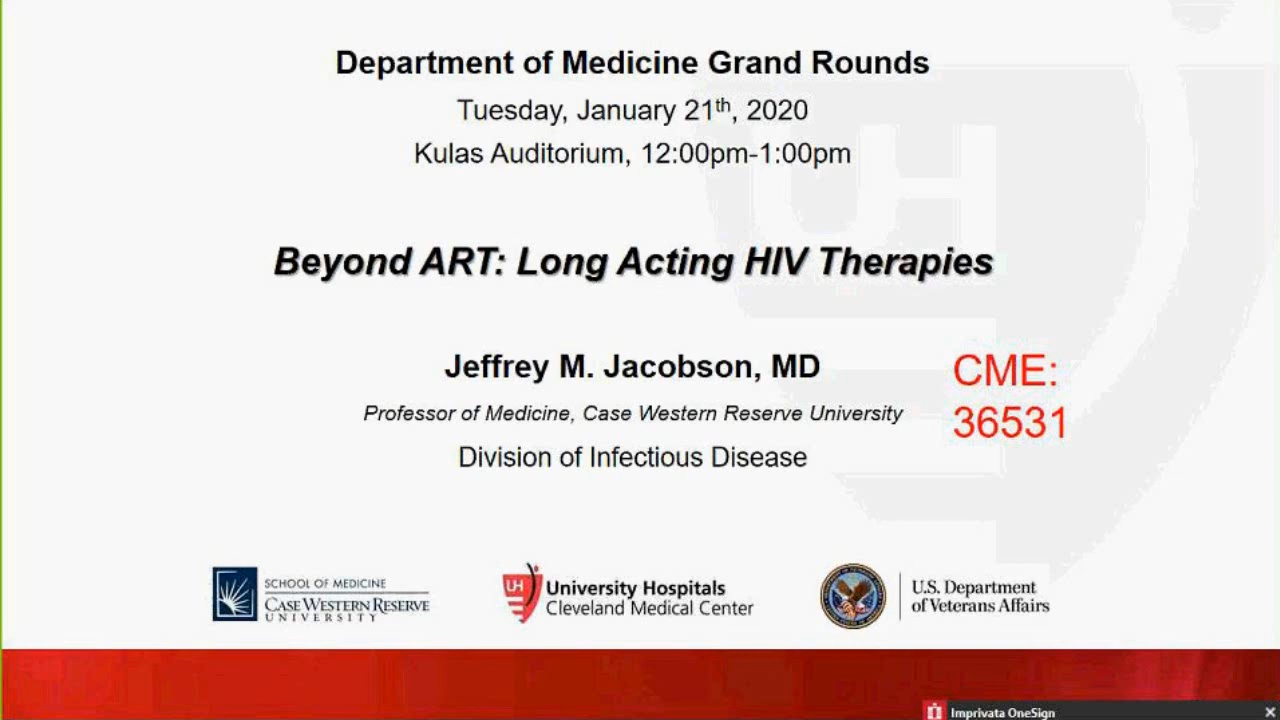 Department of Medicine Grand Rounds
Tuesday, January 21th, 2020
Kulas Auditorium, 12:00pm-1:00pm
Beyond ART: Long Acting HIV Therapies
Jeffrey M. Jacobson, MD
Professor of Medicine, Case Western Reserve University
Division of Infectious Disease
CME:
36531
SCHOOL OF MEDICINE
CASE WESTERN RESERVE
UNIVERSITY
UH
University Hospitals
Cleveland Medical Center
U.S. Department
of Veterans Affairs
Imprivata OneSign